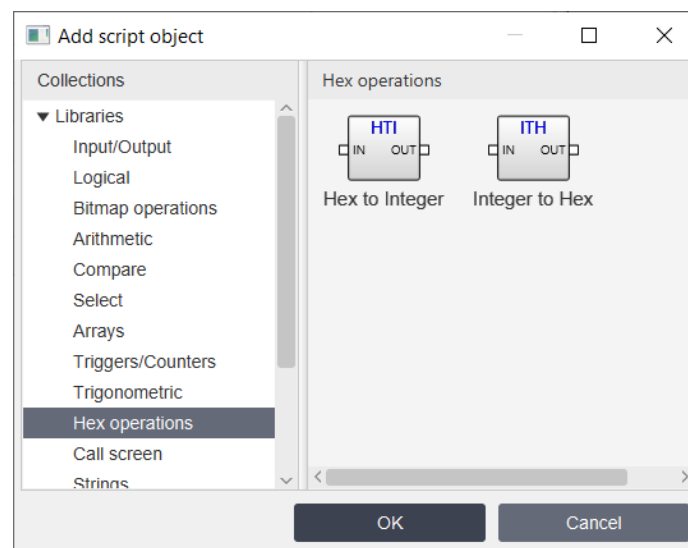 Add script object
Collections
Libraries
Input/Output
Logical
Bitmap operations
Arithmetic
Compare
Select
Arrays
Triggers/Counters
Trigonometric
Hex operations
Call screen
Strings
Hex operations
HTI
IN OUT
Hex to Integer
ITH
IN OUT
Integer to Hex
OK
Cancel